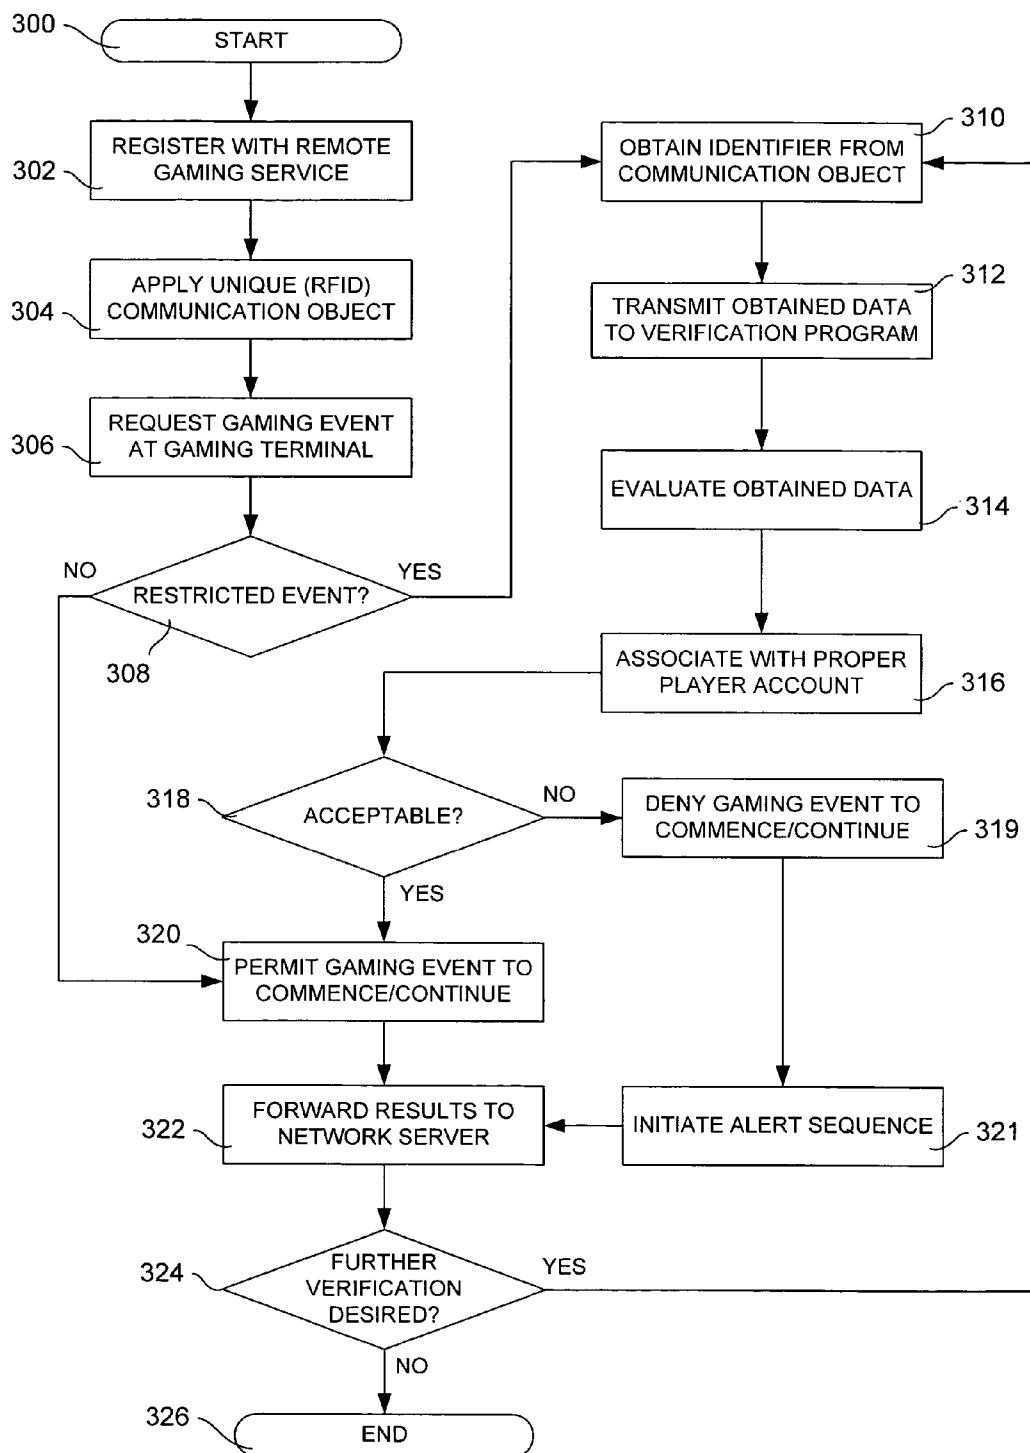 300
START
302
REGISTER WITH REMOTE
GAMING SERVICE
304
APPLY UNIQUE (RFID)
COMMUNICATION OBJECT
306
REQUEST GAMING EVENT
AT GAMING TERMINAL
NO
YES
RESTRICTED EVENT?
308
310
OBTAIN IDENTIFIER FROM
COMMUNICATION OBJECT
312
TRANSMIT OBTAINED DATA
TO VERIFICATION PROGRAM
EVALUATE OBTAINED DATA
314
ASSOCIATE WITH PROPER
PLAYER ACCOUNT
316
318
ACCEPTABLE?
NO
YES
DENY GAMING EVENT TO
COMMENCE/CONTINUE
319
320
PERMIT GAMING EVENT TO
COMMENCE/CONTINUE
322
FORWARD RESULTS TO
NETWORK SERVER
INITIATE ALERT SEQUENCE
321
324
FURTHER
VERIFICATION
DESIRED?
YES
NO
326
END